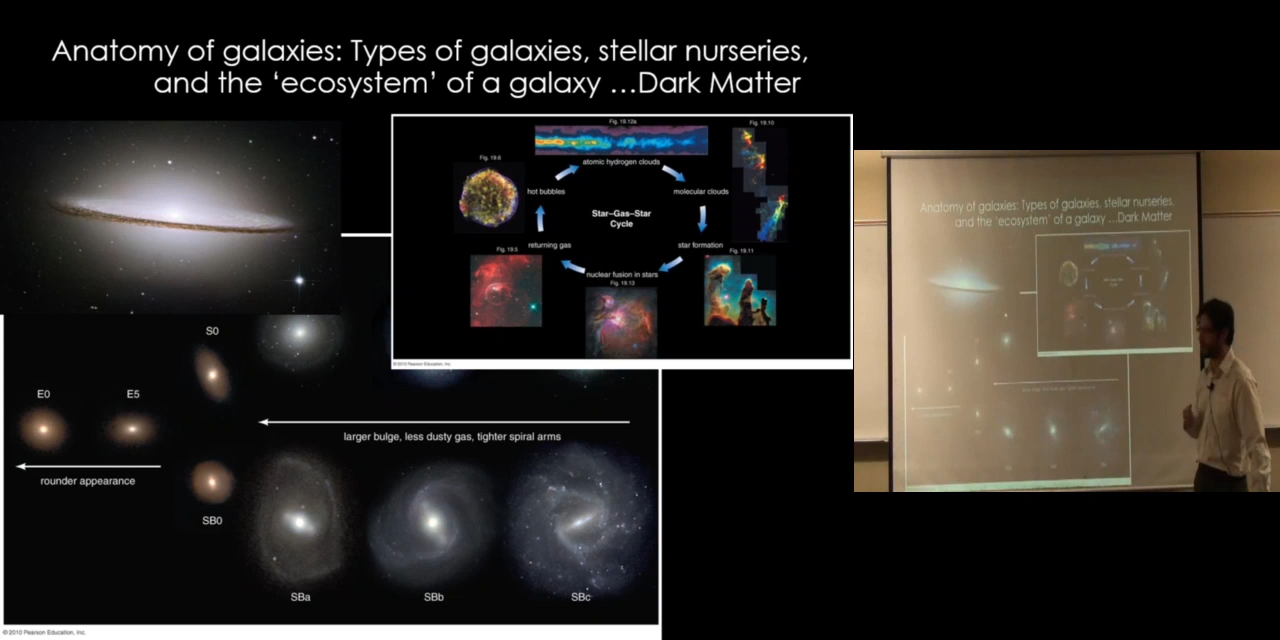 Anatomy of galaxies: Types of galaxies, stellar nurseries,
and the ‘ecosystem’ of a galaxy ...Dark Matter
Fig. 19.12a
Fig. 19.10
Fig. 19.6
atomic hydrogen clouds
hot bubbles
molecular clouds
Star–Gas–Star
Cycle
returning gas
star formation
Fig. 19.5
Fig. 19.11
nuclear fusion in stars
Fig. 19.13
© 2010 Pearson Education, Inc.
S0
E0
E5
larger bulge, less dusty gas, tighter spiral arms
rounder appearance
SB0
SBa
SBb
SBc
© 2010 Pearson Education, Inc.
Anatomy of galaxies: Types of galaxies, stellar nurseries,
and the ‘ecosystem’ of a galaxy ...Dark Matter